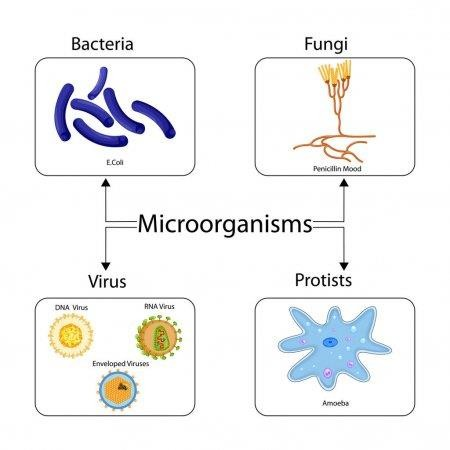 Bacteria
Fungi
E.Coli
Penicillin Mood
Microorganisms
Virus
Protists
DNA Virus
RNA Virus
Enveloped Viruses
Amoeba